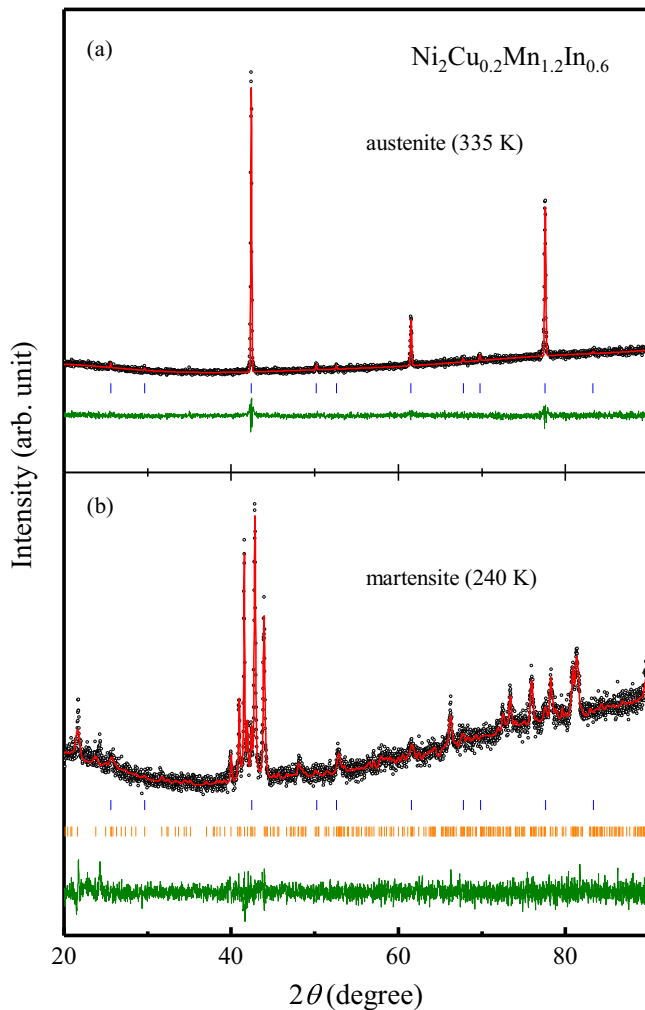 (a)
Ni₂Cu₀.₂Mn₁.₂In₀.₆
austenite (335 K)
Intensity (arb. unit)
(b)
martensite (240 K)
20 40 60 80
2θ (degree)